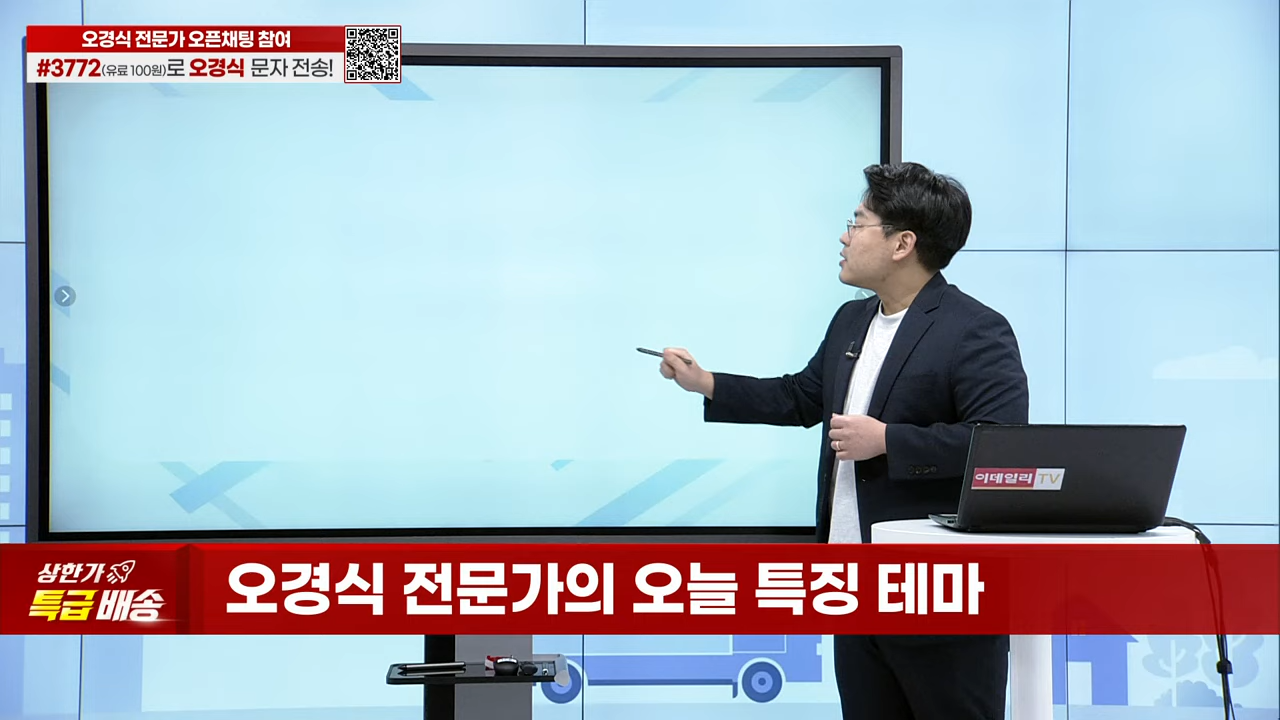 오경식 전문가 오픈채팅 참여
#3772(유료 100원)로 오경식 문자 전송!
이데일리TV
상한가
특급배송
오경식 전문가의 오늘 특징 테마